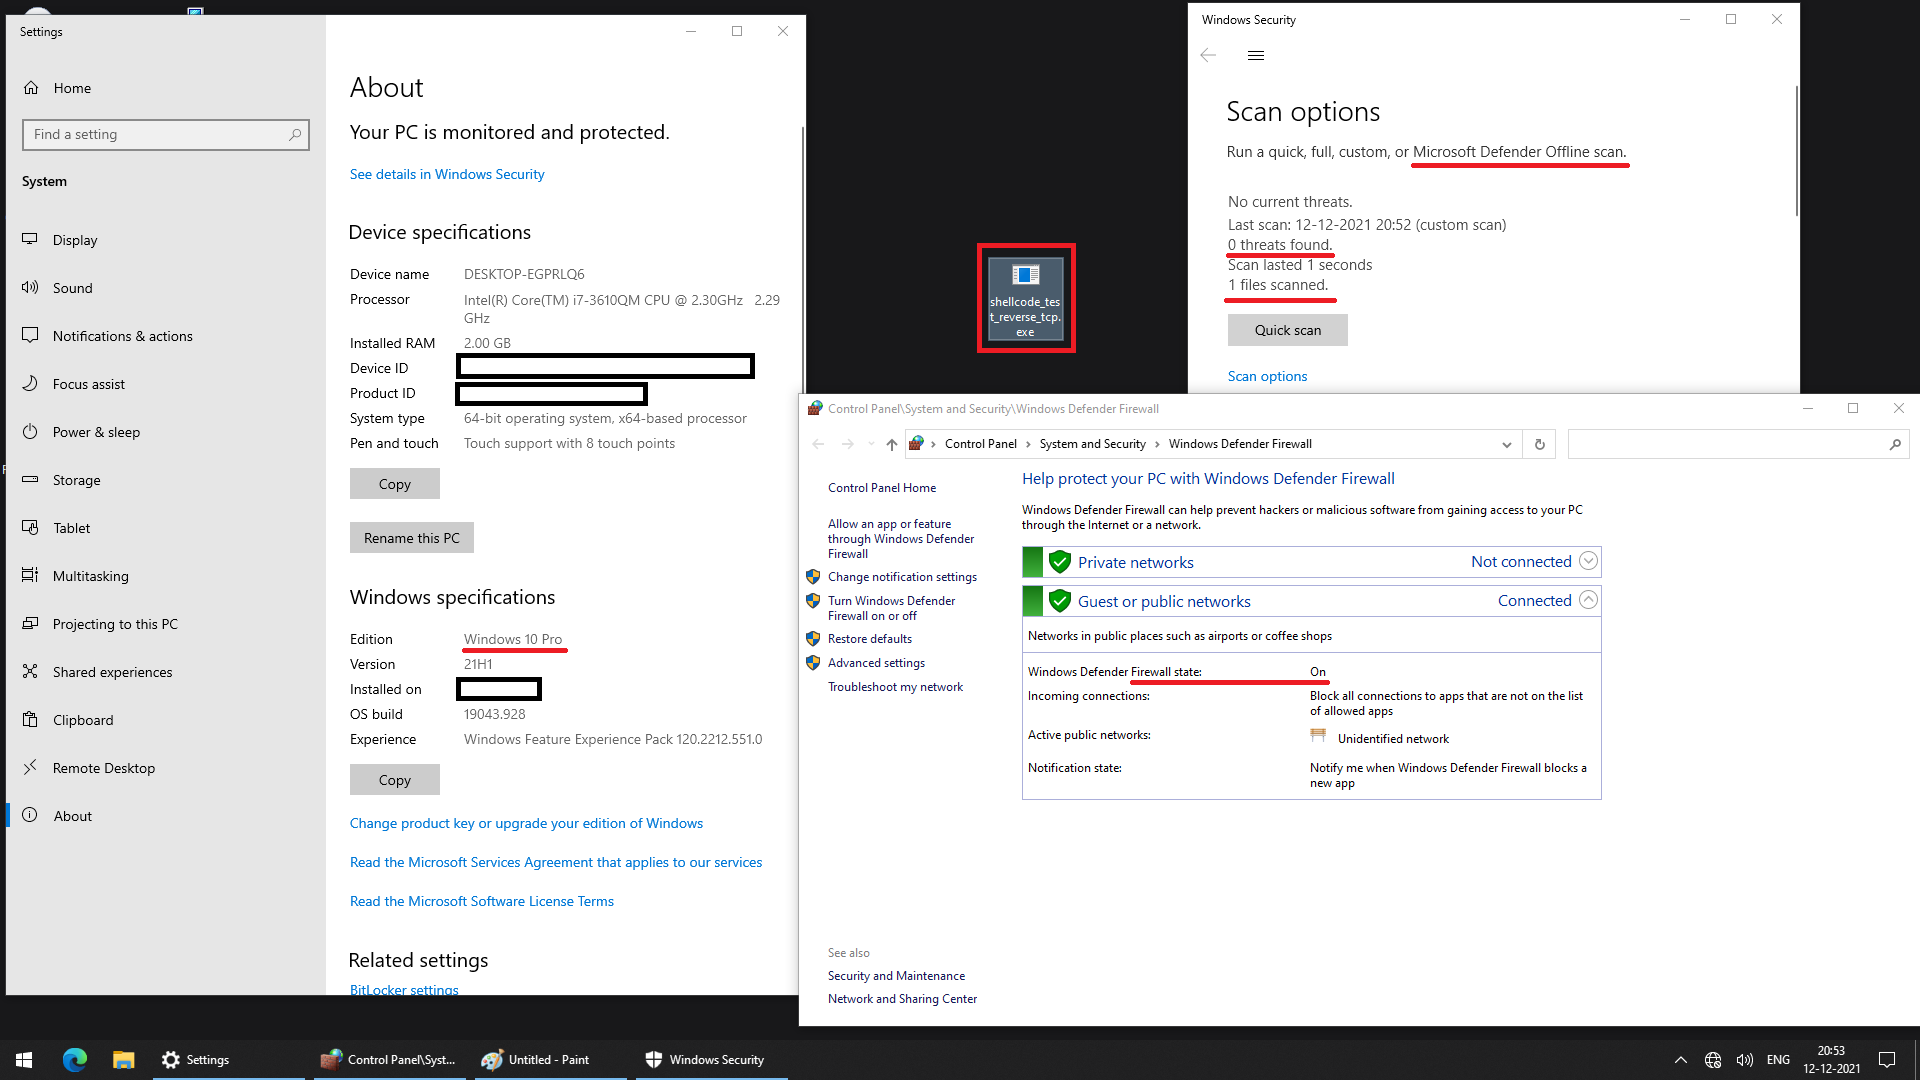 Settings
Home
Find a setting
System
Display
Sound
Notifications & actions
Focus assist
Power & sleep
Storage
Tablet
Multitasking
Projecting to this PC
Shared experiences
Clipboard
Remote Desktop
About
About
Your PC is monitored and protected.
See details in Windows Security
Device specifications
Device name DESKTOP-EGPRLQ6
Processor Intel(R) Core(TM) i7-3610QM CPU @ 2.30GHz 2.29
GHz
Installed RAM 2.00 GB
Device ID
Product ID
System type 64-bit operating system, x64-based processor
Pen and touch Touch support with 8 touch points
Copy
Rename this PC
Windows specifications
Edition Windows 10 Pro
Version 21H1
Installed on
OS build 19043.928
Experience Windows Feature Experience Pack 120.2212.551.0
Copy
Change product key or upgrade your edition of Windows
Read the Microsoft Services Agreement that applies to our services
Read the Microsoft Software License Terms
Related settings
BitLocker settings
shellcode_tes
t_reverse_tcp.
exe
Windows Security
Scan options
Run a quick, full, custom, or Microsoft Defender Offline scan.
No current threats.
Last scan: 12-12-2021 20:52 (custom scan)
0 threats found.
Scan lasted 1 seconds
1 files scanned.
Quick scan
Scan options
Control Panel\System and Security\Windows Defender Firewall
Control Panel › System and Security › Windows Defender Firewall
Control Panel Home
Allow an app or feature
through Windows Defender
Firewall
Change notification settings
Turn Windows Defender
Firewall on or off
Restore defaults
Advanced settings
Troubleshoot my network
See also
Security and Maintenance
Network and Sharing Center
Help protect your PC with Windows Defender Firewall
Windows Defender Firewall can help prevent hackers or malicious software from gaining access to your PC
through the Internet or a network.
Private networks Not connected
Guest or public networks Connected
Networks in public places such as airports or coffee shops
Windows Defender Firewall state: On
Incoming connections: Block all connections to apps that are not on the list
of allowed apps
Active public networks: Unidentified network
Notification state: Notify me when Windows Defender Firewall blocks a
new app
Settings
Control Panel\Syst...
Untitled - Paint
Windows Security
ENG
20:53
12-12-2021